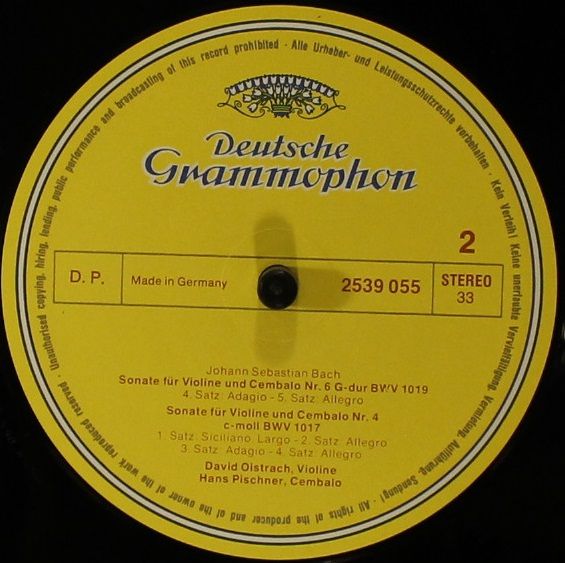 Deutsche
Grammophon
2
D. P.
Made in Germany
2539 055
STEREO
33
Johann Sebastian Bach
Sonate für Violine und Cembalo Nr. 6 G-dur BWV 1019
4. Satz: Adagio - 5. Satz: Allegro
Sonate für Violine und Cembalo Nr. 4
c-moll BWV 1017
1. Satz: Siciliano. Largo - 2. Satz: Allegro
3. Satz: Adagio - 4. Satz: Allegro
David Oistrach, Violine
Hans Pischner, Cembalo
Alle Urheber- und Leistungsschutzrechte vorbehalten · Kein Verleih! Keine unerlaubte Vervielfältigung, Vermietung, Aufführung, Sendung! · All rights of the producer and of the owner of the work reproduced reserved · Unauthorised copying, hiring, lending, public performance and broadcasting of this record prohibited ·